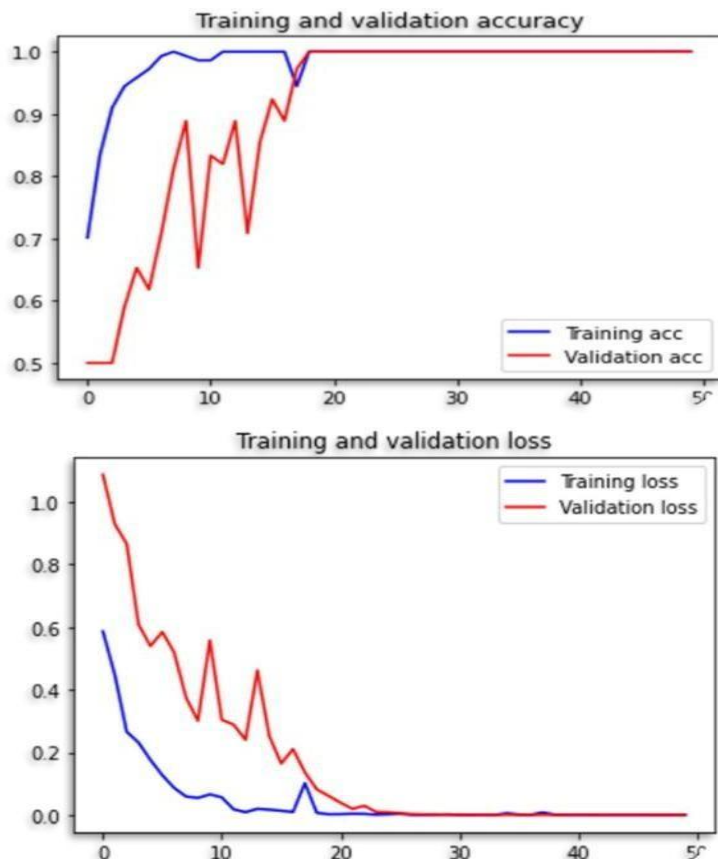 Training and validation accuracy
1.0
0.9
0.8
0.7
0.6
0.5
Training acc
Validation acc
0 10 20 30 40 50
Training and validation loss
1.0
0.8
0.6
0.4
0.2
0.0
Training loss
Validation loss
0 10 20 30 40 50